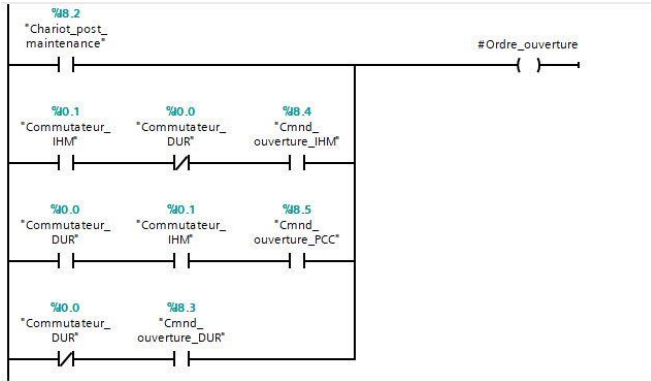 %I8.2
"Chariot_post_
maintenance"
#Ordre_ouverture
%I0.1
"Commutateur_
IHM"
%I0.0
"Commutateur_
DUR"
%I8.4
"Cmnd_
ouverture_IHM"
%I0.0
"Commutateur_
DUR"
%I0.1
"Commutateur_
IHM"
%I8.5
"Cmnd_
ouverture_PCC"
%I0.0
"Commutateur_
DUR"
%I8.3
"Cmnd_
ouverture_DUR"